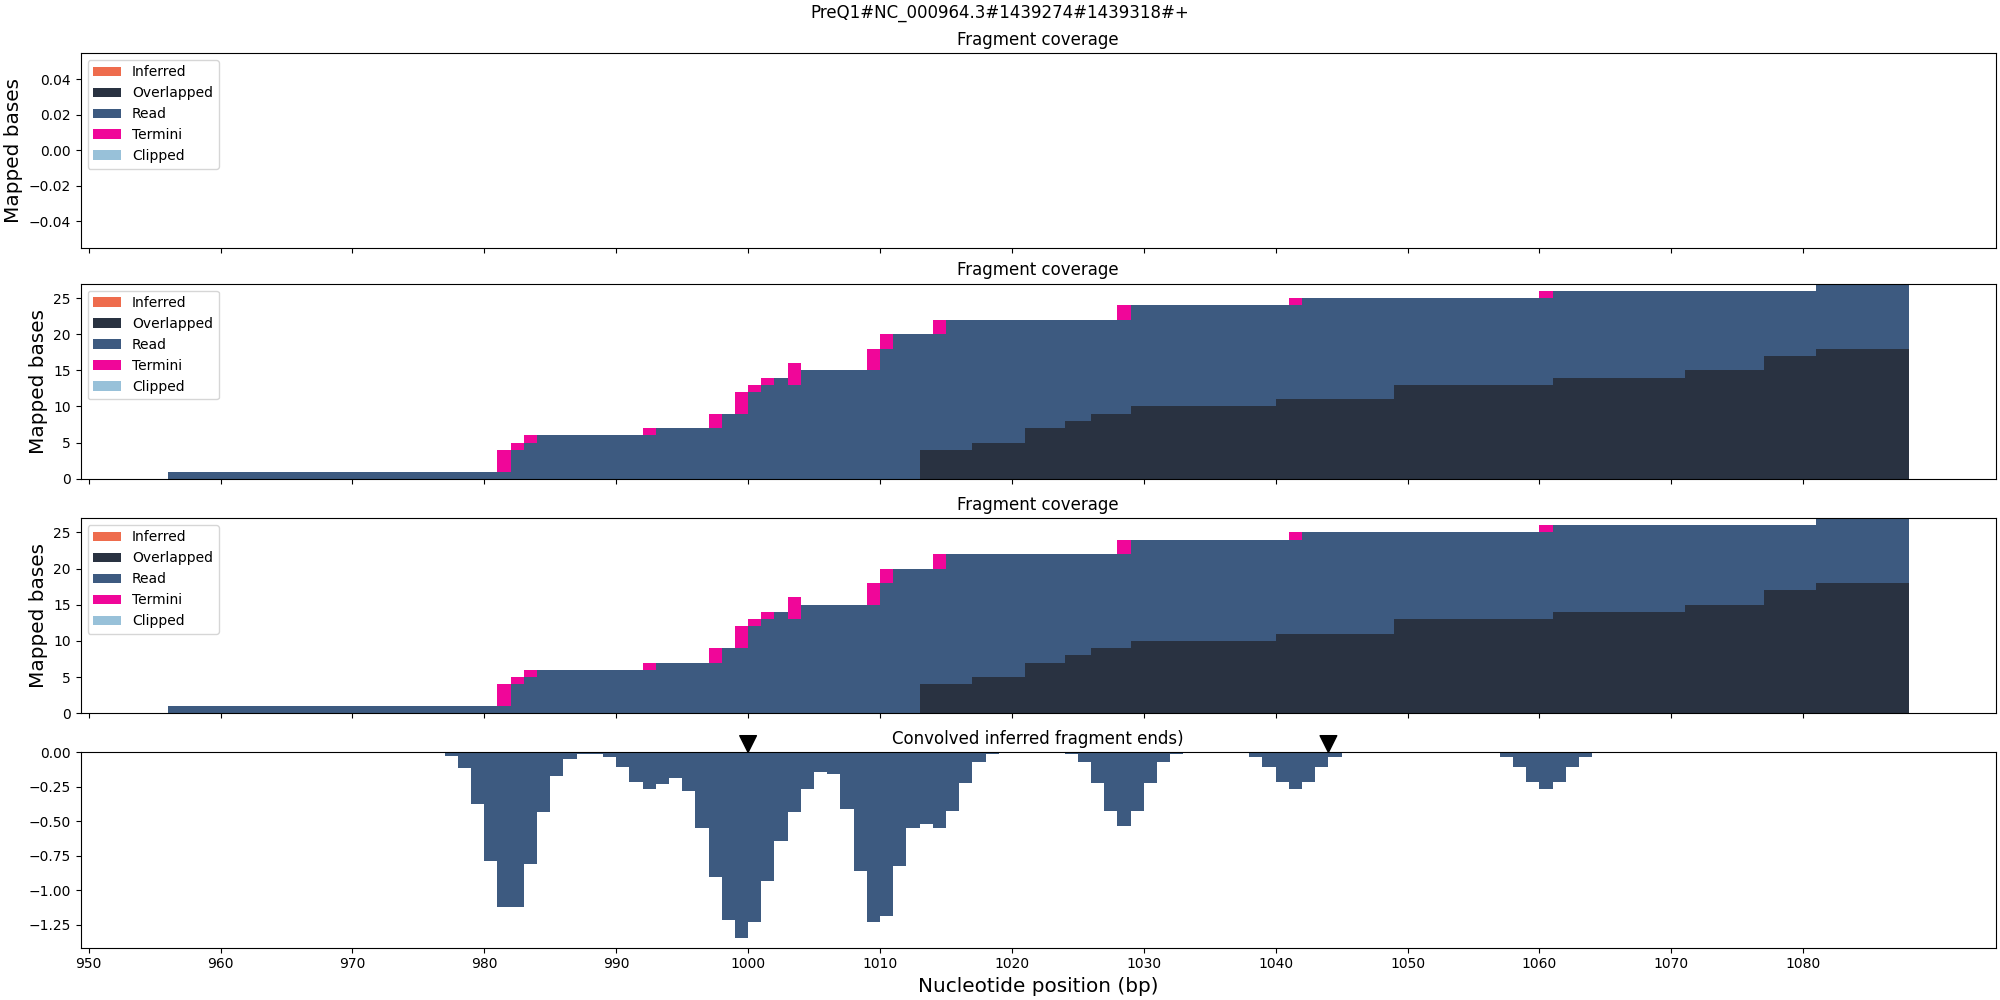 PreQ1#NC_000964.3#1439274#1439318#+
Fragment coverage
Mapped bases
0.04
0.02
0.00
−0.02
−0.04
Inferred
Overlapped
Read
Termini
Clipped
Fragment coverage
Mapped bases
25
20
15
10
5
0
Inferred
Overlapped
Read
Termini
Clipped
Fragment coverage
Mapped bases
25
20
15
10
5
0
Inferred
Overlapped
Read
Termini
Clipped
Convolved inferred fragment ends)
0.00
−0.25
−0.50
−0.75
−1.00
−1.25
950 960 970 980 990 1000 1010 1020 1030 1040 1050 1060 1070 1080
Nucleotide position (bp)